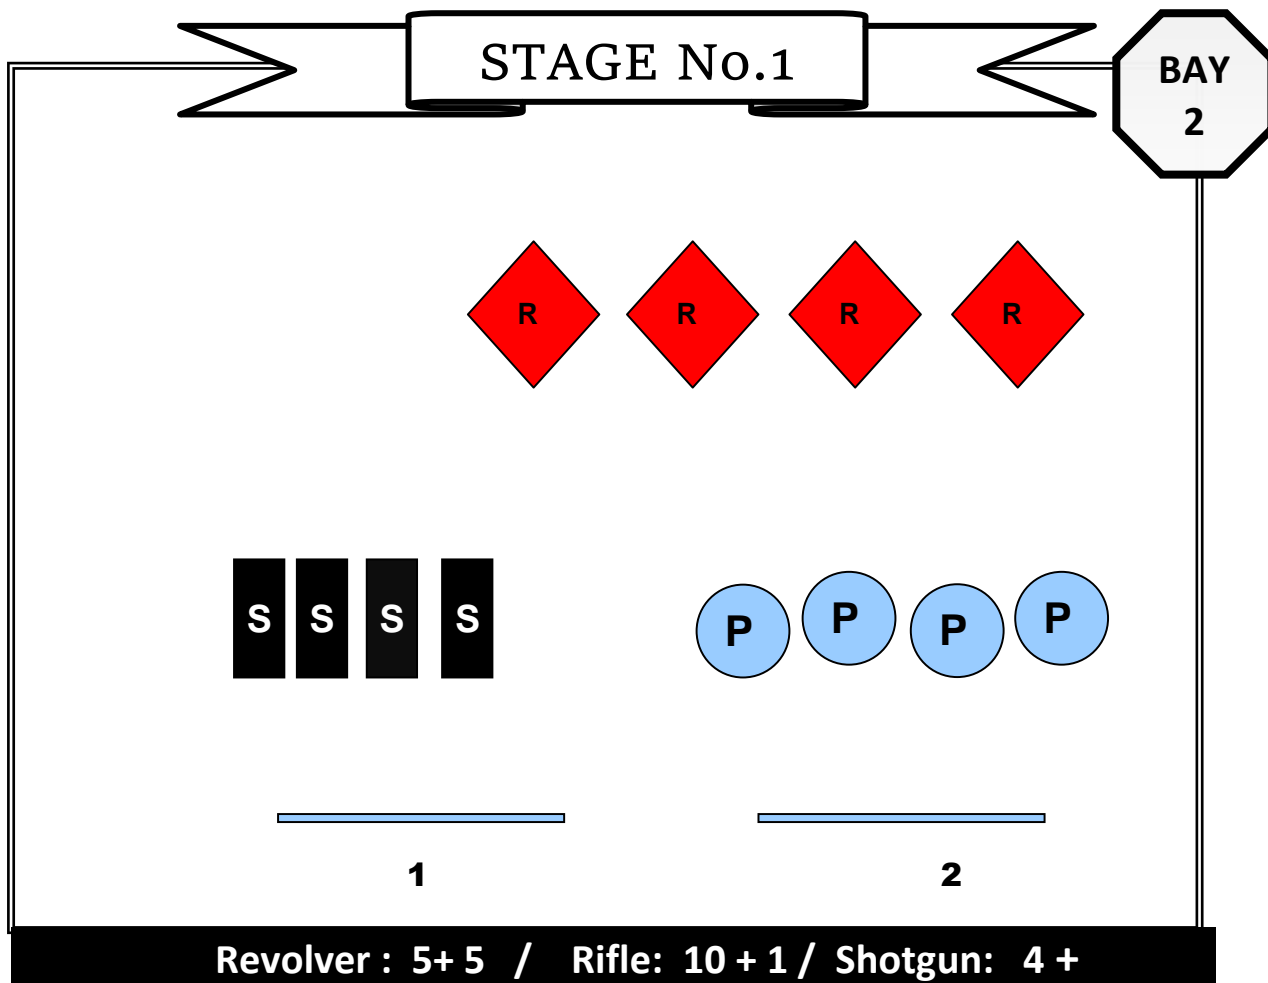 STAGE No.1
BAY
2
R R R R
S S S S P P P P
1 2
Revolver : 5+ 5 / Rifle: 10 + 1 / Shotgun: 4 +